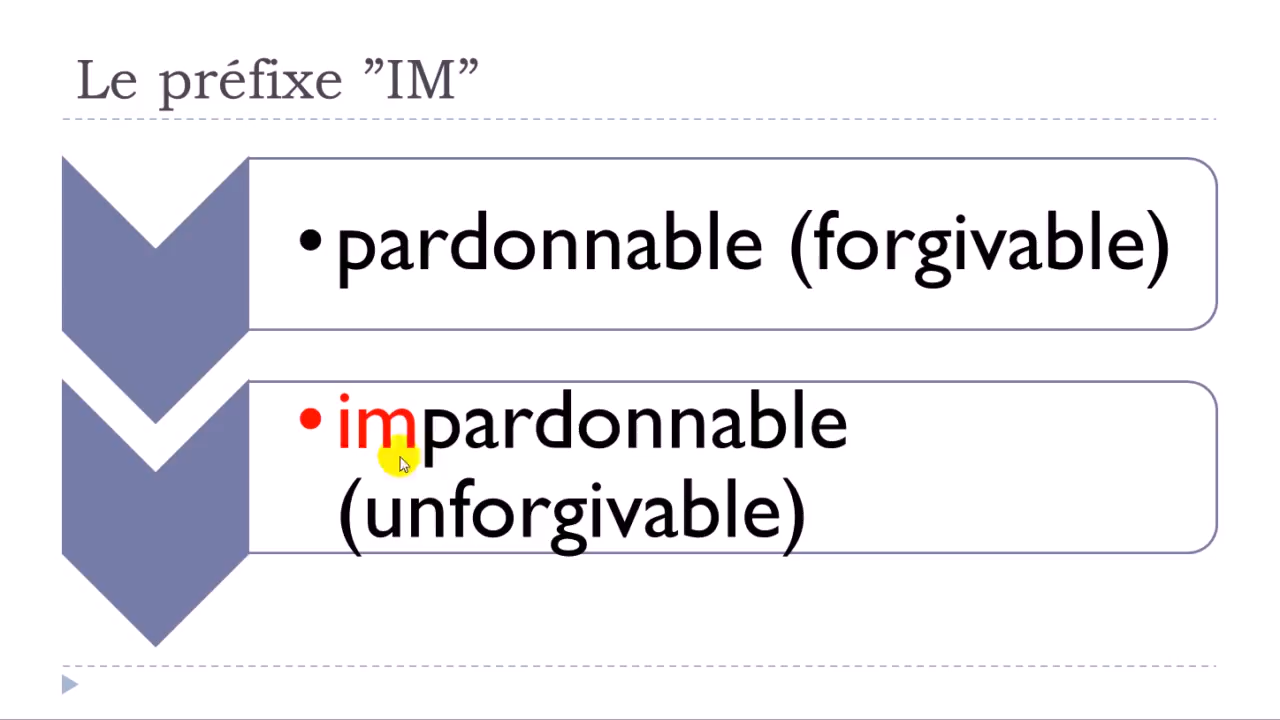 Le préfixe ”IM”
•pardonnable (forgivable)
•impardonnable
(unforgivable)